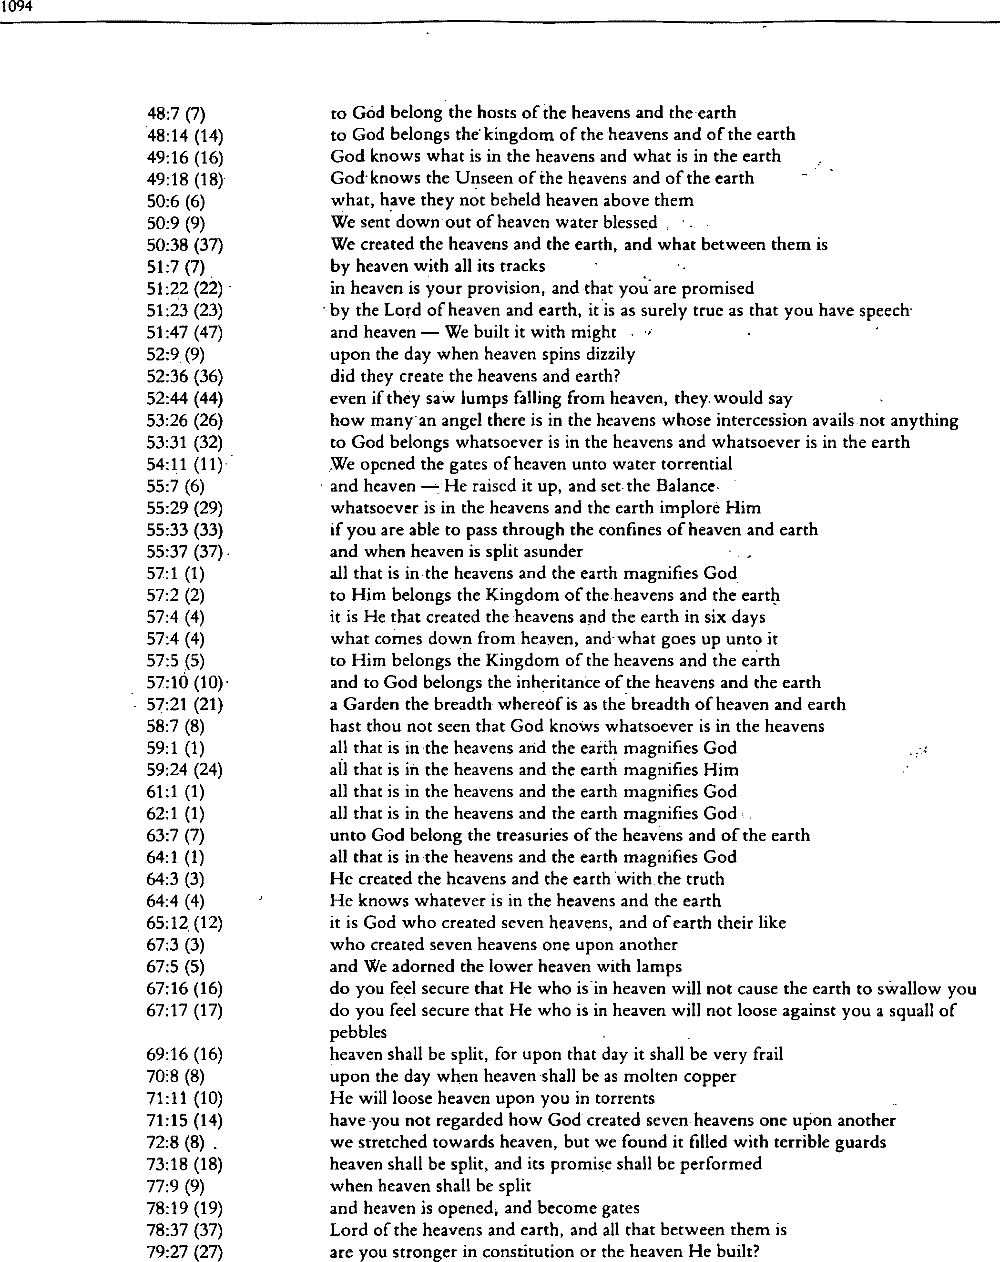 1094
48:7 (7) to God belong the hosts of the heavens and the earth
48:14 (14) to God belongs the kingdom of the heavens and of the earth
49:16 (16) God knows what is in the heavens and what is in the earth
49:18 (18) God knows the Unseen of the heavens and of the earth
50:6 (6) what, have they not beheld heaven above them
50:9 (9) We sent down out of heaven water blessed
50:38 (37) We created the heavens and the earth, and what between them is
51:7 (7) by heaven with all its tracks
51:22 (22) in heaven is your provision, and that you are promised
51:23 (23) by the Lord of heaven and earth, it is as surely true as that you have speech
51:47 (47) and heaven — We built it with might
52:9 (9) upon the day when heaven spins dizzily
52:36 (36) did they create the heavens and earth?
52:44 (44) even if they saw lumps falling from heaven, they would say
53:26 (26) how many an angel there is in the heavens whose intercession avails not anything
53:31 (32) to God belongs whatsoever is in the heavens and whatsoever is in the earth
54:11 (11) We opened the gates of heaven unto water torrential
55:7 (6) and heaven — He raised it up, and set the Balance
55:29 (29) whatsoever is in the heavens and the earth implore Him
55:33 (33) if you are able to pass through the confines of heaven and earth
55:37 (37) and when heaven is split asunder
57:1 (1) all that is in the heavens and the earth magnifies God
57:2 (2) to Him belongs the Kingdom of the heavens and the earth
57:4 (4) it is He that created the heavens and the earth in six days
57:4 (4) what comes down from heaven, and what goes up unto it
57:5 (5) to Him belongs the Kingdom of the heavens and the earth
57:10 (10) and to God belongs the inheritance of the heavens and the earth
57:21 (21) a Garden the breadth whereof is as the breadth of heaven and earth
58:7 (8) hast thou not seen that God knows whatsoever is in the heavens
59:1 (1) all that is in the heavens and the earth magnifies God
59:24 (24) all that is in the heavens and the earth magnifies Him
61:1 (1) all that is in the heavens and the earth magnifies God
62:1 (1) all that is in the heavens and the earth magnifies God
63:7 (7) unto God belong the treasuries of the heavens and of the earth
64:1 (1) all that is in the heavens and the earth magnifies God
64:3 (3) He created the heavens and the earth with the truth
64:4 (4) He knows whatever is in the heavens and the earth
65:12 (12) it is God who created seven heavens, and of earth their like
67:3 (3) who created seven heavens one upon another
67:5 (5) and We adorned the lower heaven with lamps
67:16 (16) do you feel secure that He who is in heaven will not cause the earth to swallow you
67:17 (17) do you feel secure that He who is in heaven will not loose against you a squall of
pebbles
69:16 (16) heaven shall be split, for upon that day it shall be very frail
70:8 (8) upon the day when heaven shall be as molten copper
71:11 (10) He will loose heaven upon you in torrents
71:15 (14) have you not regarded how God created seven heavens one upon another
72:8 (8) we stretched towards heaven, but we found it filled with terrible guards
73:18 (18) heaven shall be split, and its promise shall be performed
77:9 (9) when heaven shall be split
78:19 (19) and heaven is opened, and become gates
78:37 (37) Lord of the heavens and earth, and all that between them is
79:27 (27) are you stronger in constitution or the heaven He built?